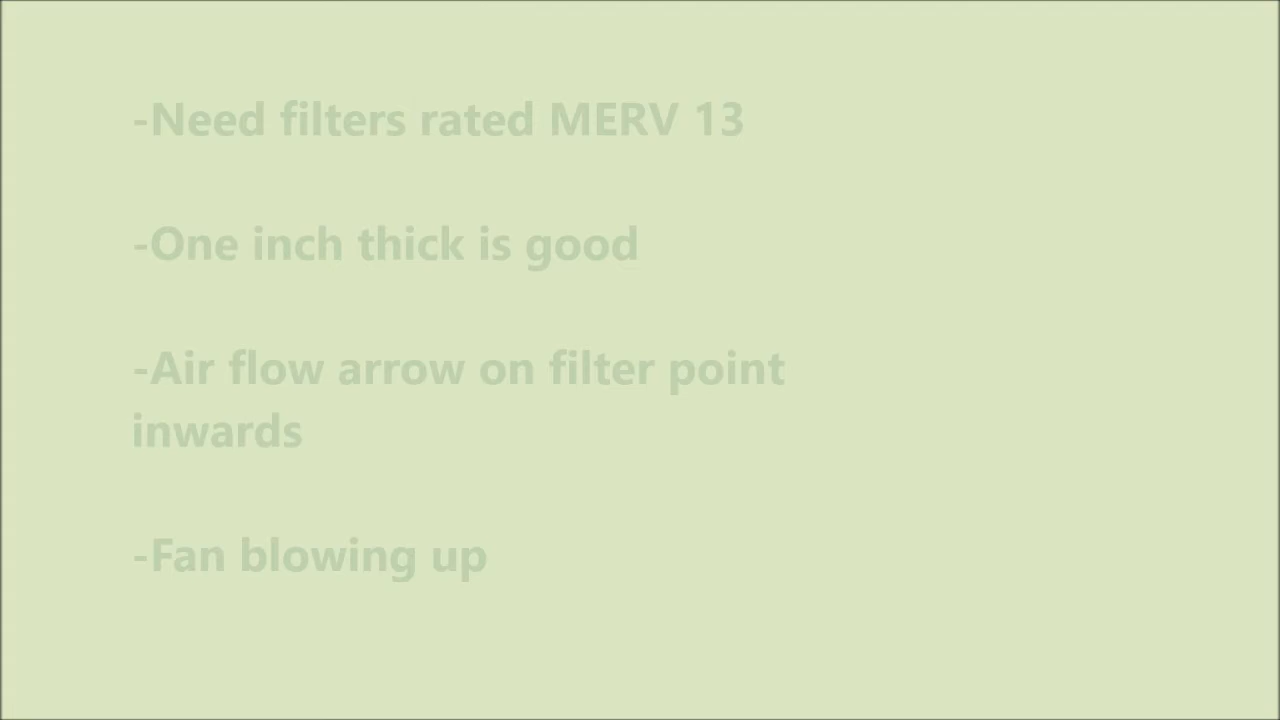 -Need filters rated MERV 13
-One inch thick is good
-Air flow arrow on filter point
inwards
-Fan blowing up